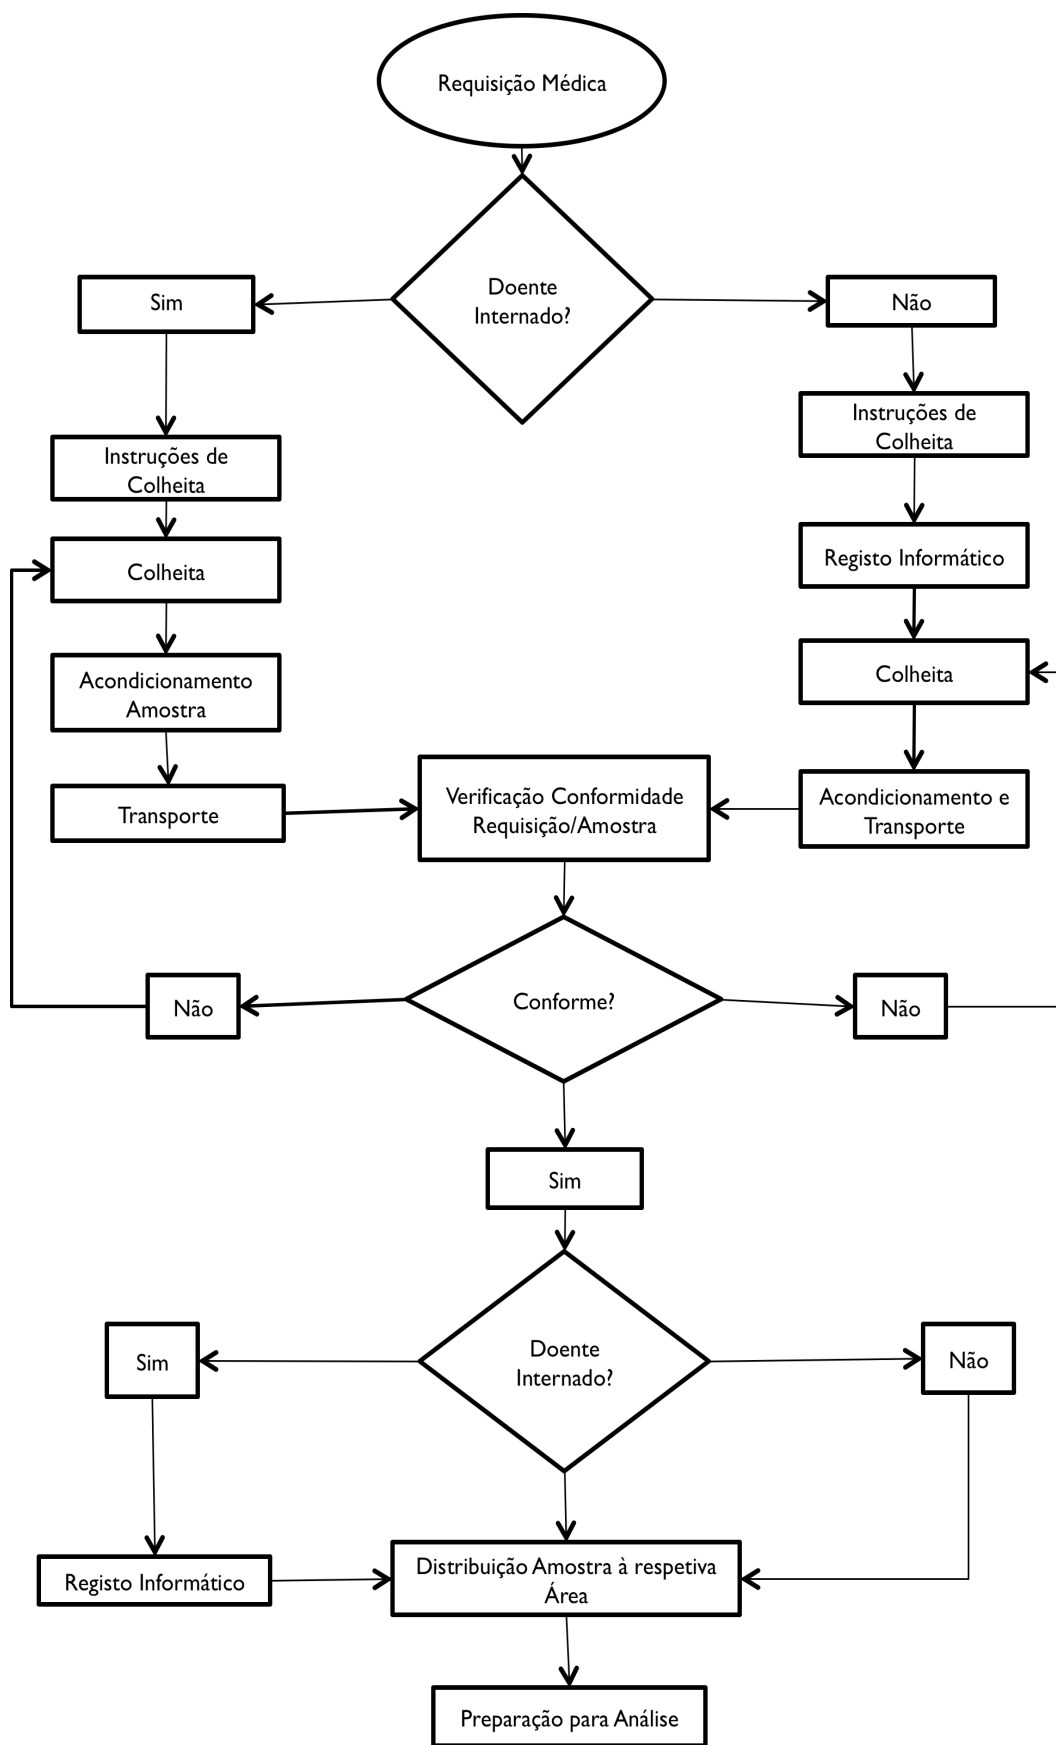 Requisição Médica
Doente
Internado?
Sim
Não
Instruções de
Colheita
Instruções de
Colheita
Registo Informático
Colheita
Colheita
Acondicionamento
Amostra
Transporte
Verificação Conformidade
Requisição/Amostra
Acondicionamento e
Transporte
Não
Conforme?
Não
Sim
Doente
Internado?
Sim
Não
Registo Informático
Distribuição Amostra à respetiva
Área
Preparação para Análise